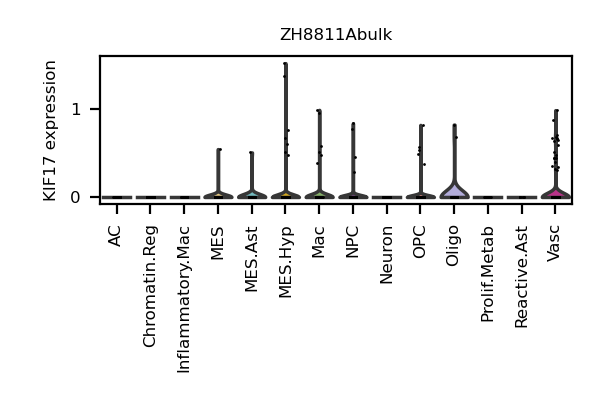 ZH8811Abulk
KIF17 expression
1
0
AC
Chromatin.Reg
Inflammatory.Mac
MES
MES.Ast
MES.Hyp
Mac
NPC
Neuron
OPC
Oligo
Prolif.Metab
Reactive.Ast
Vasc